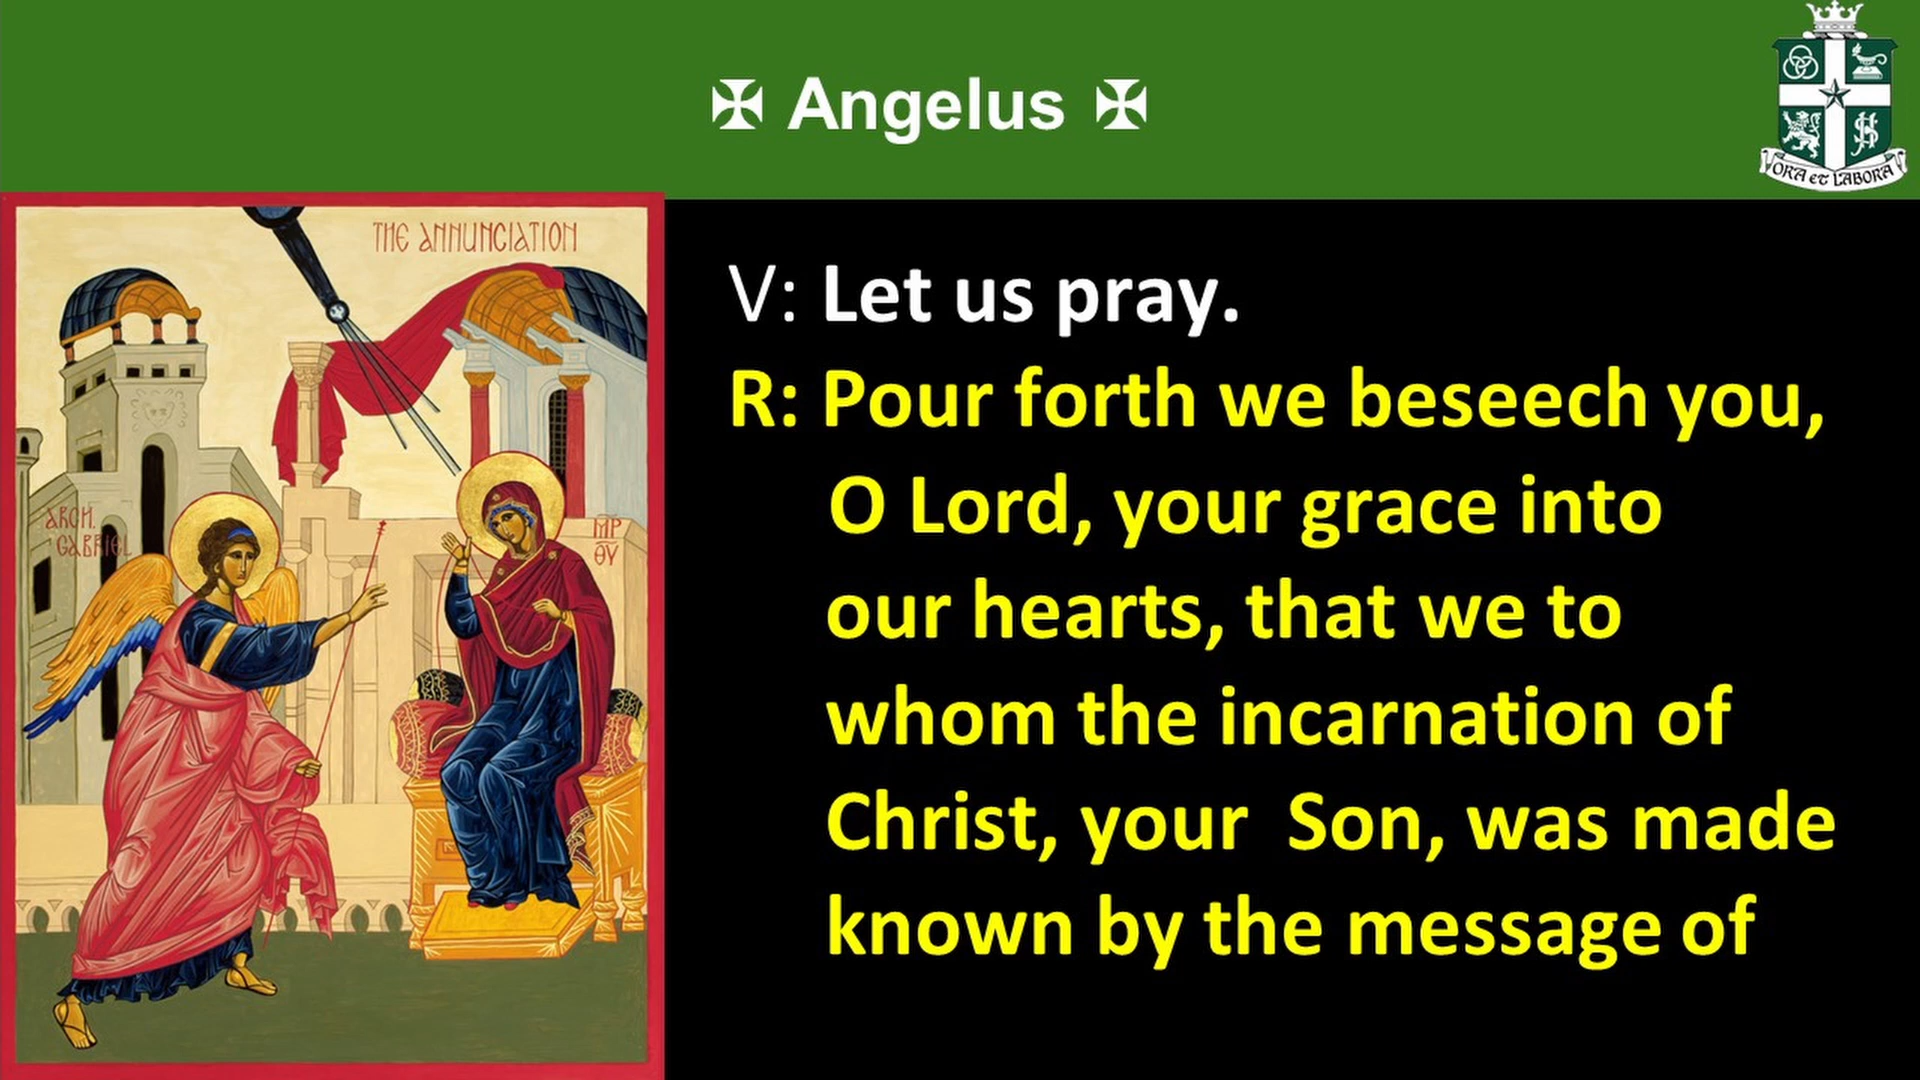 ✠ Angelus ✠
ORA ET LABORA
THE ANNUNCIATION
ARCH.
GABRIEL
ΜΡ
ΘΥ
V: Let us pray.
R: Pour forth we beseech you,
O Lord, your grace into
our hearts, that we to
whom the incarnation of
Christ, your  Son, was made
known by the message of